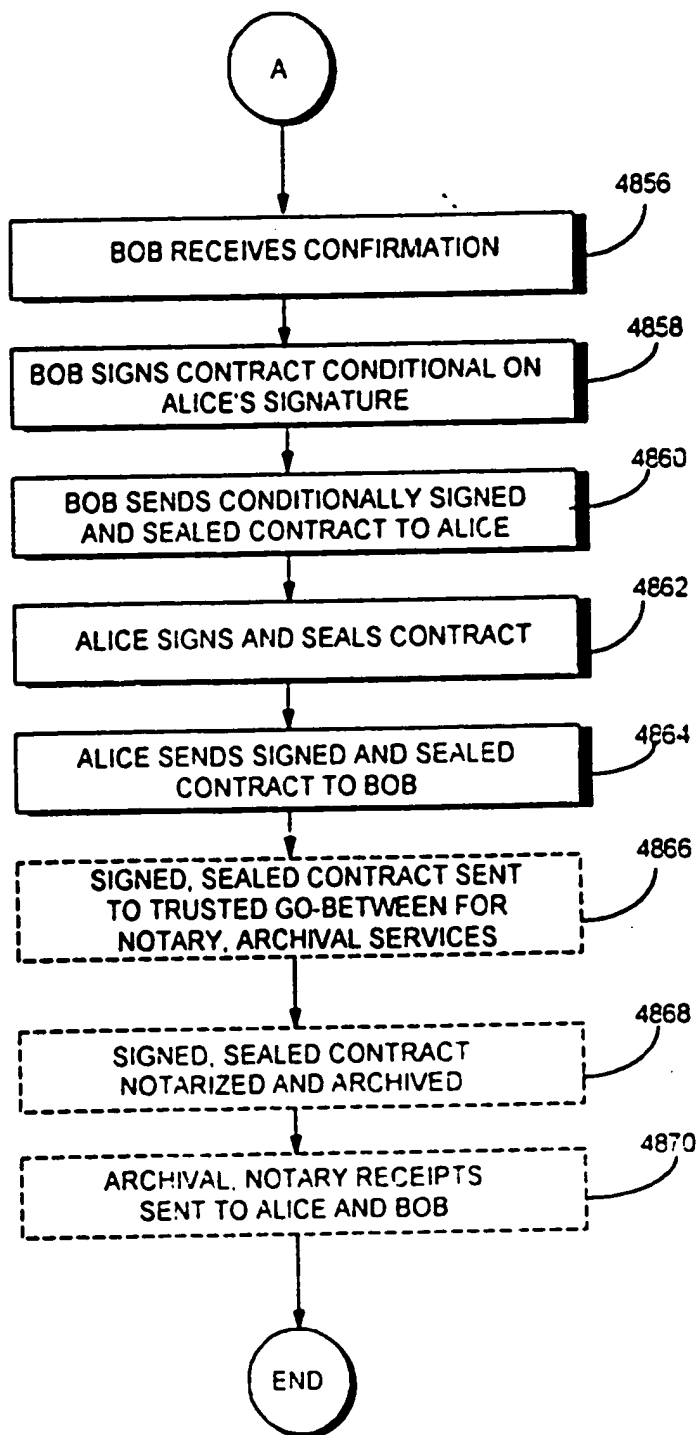 A
4856
BOB RECEIVES CONFIRMATION
4858
BOB SIGNS CONTRACT CONDITIONAL ON
ALICE'S SIGNATURE
4860
BOB SENDS CONDITIONALLY SIGNED
AND SEALED CONTRACT TO ALICE
4862
ALICE SIGNS AND SEALS CONTRACT
4864
ALICE SENDS SIGNED AND SEALED
CONTRACT TO BOB
4866
SIGNED, SEALED CONTRACT SENT
TO TRUSTED GO-BETWEEN FOR
NOTARY, ARCHIVAL SERVICES
4868
SIGNED, SEALED CONTRACT
NOTARIZED AND ARCHIVED
4870
ARCHIVAL, NOTARY RECEIPTS
SENT TO ALICE AND BOB
END